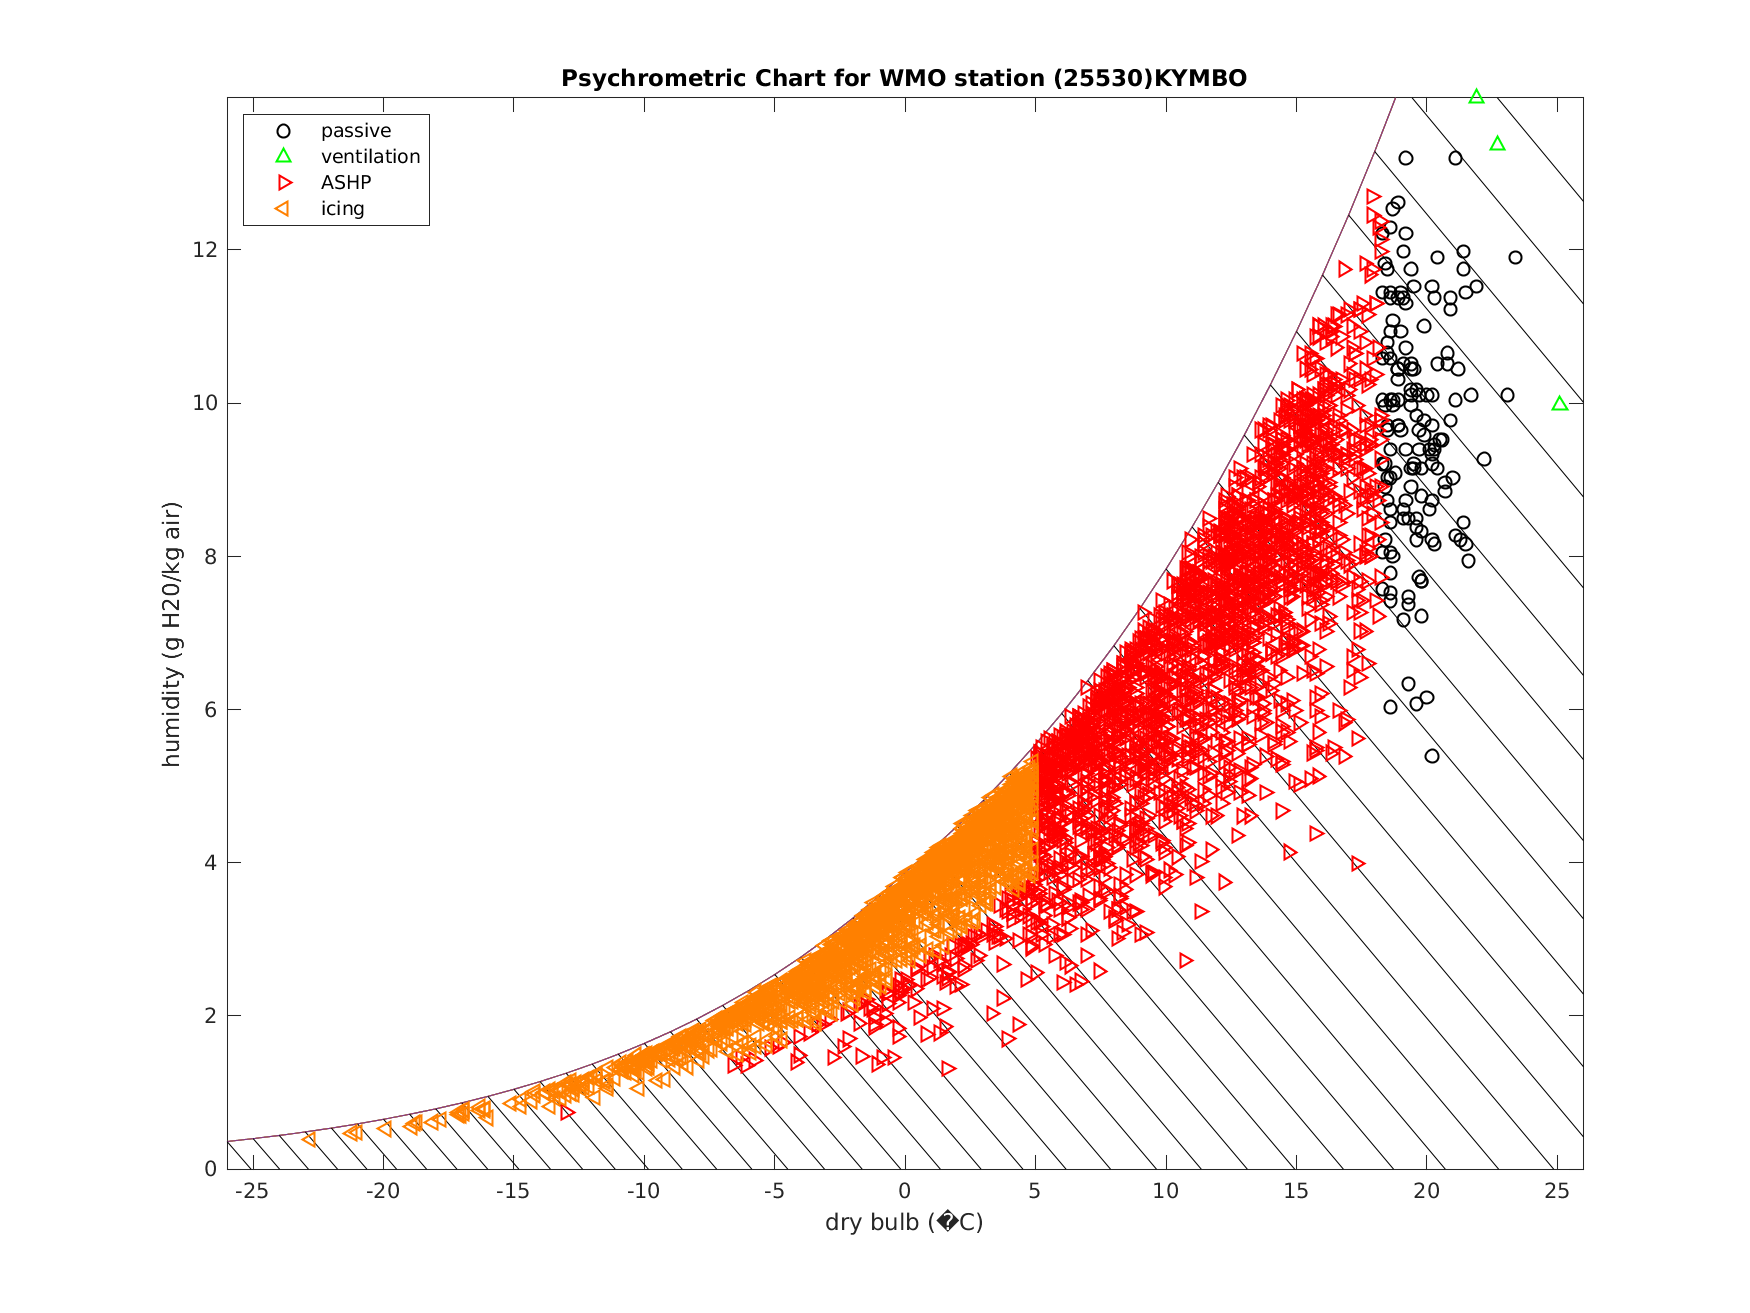 Psychrometric Chart for WMO station (25530)KYMBO
passive
ventilation
ASHP
icing
humidity (g H20/kg air)
12
10
8
6
4
2
0
-25 -20 -15 -10 -5 0 5 10 15 20 25
dry bulb (�C)